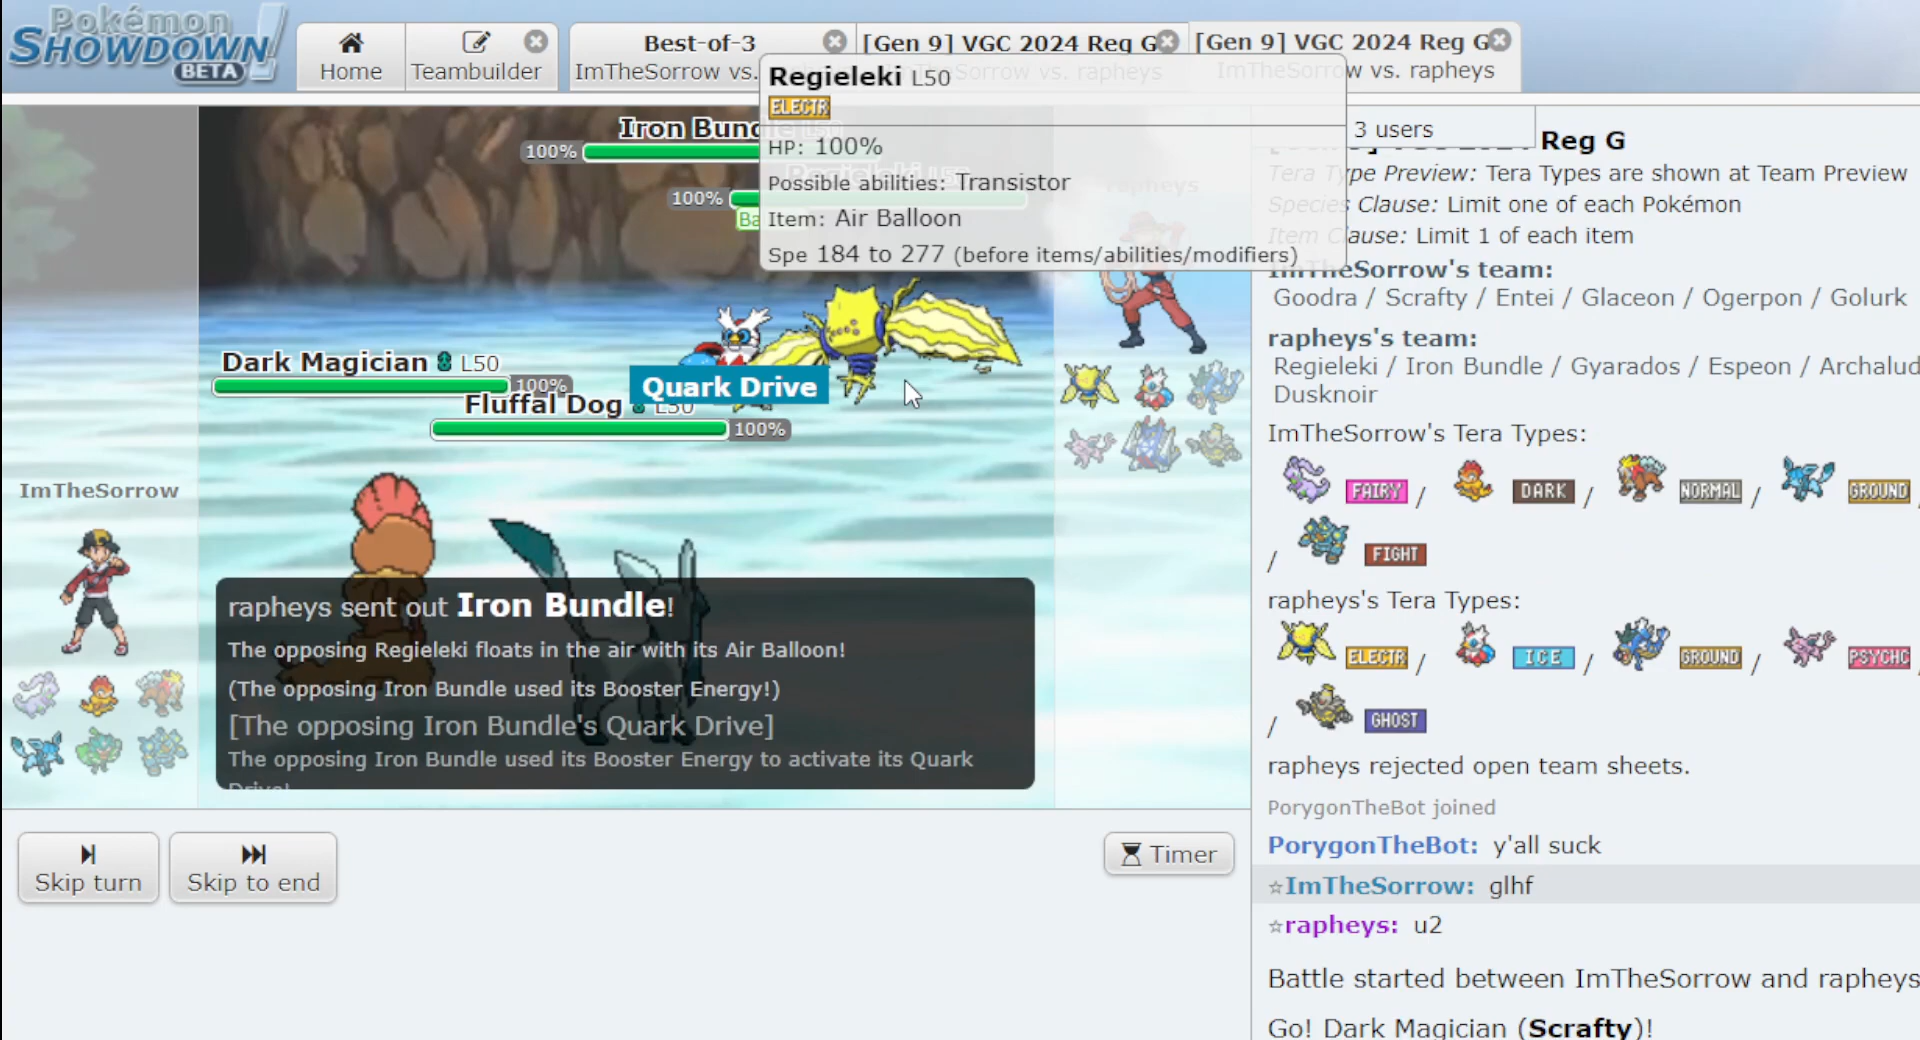 Pokémon
SHOWDOWN!
BETA
Home
Teambuilder
Best-of-3
ImTheSorrow vs.
[Gen 9] VGC 2024 Reg G
ImTheSorrow vs. rapheys
[Gen 9] VGC 2024 Reg G
ImTheSorrow vs. rapheys
Regieleki L50
ELECTR
HP: 100%
Possible abilities: Transistor
Item: Air Balloon
Spe 184 to 277 (before items/abilities/modifiers)
Iron Bundle L50
100%
100%
Ba
rapheys
Dark Magician L50
100%
Fluffal Dog L50
100%
Quark Drive
ImTheSorrow
rapheys sent out Iron Bundle!
The opposing Regieleki floats in the air with its Air Balloon!
(The opposing Iron Bundle used its Booster Energy!)
[The opposing Iron Bundle's Quark Drive]
The opposing Iron Bundle used its Booster Energy to activate its Quark
Drive!
Skip turn
Skip to end
Timer
3 users
Reg G
Tera Type Preview: Tera Types are shown at Team Preview
Species Clause: Limit one of each Pokémon
Item Clause: Limit 1 of each item
ImTheSorrow's team:
Goodra / Scrafty / Entei / Glaceon / Ogerpon / Golurk
rapheys's team:
Regieleki / Iron Bundle / Gyarados / Espeon / Archalud
Dusknoir
ImTheSorrow's Tera Types:
FAIRY / DARK / NORMAL / GROUND /
/ FIGHT
rapheys's Tera Types:
ELECTR / ICE / GROUND / PSYCHC /
/ GHOST
rapheys rejected open team sheets.
PorygonTheBot joined
PorygonTheBot: y'all suck
☆ImTheSorrow: glhf
☆rapheys: u2
Battle started between ImTheSorrow and rapheys
Go! Dark Magician (Scrafty)!